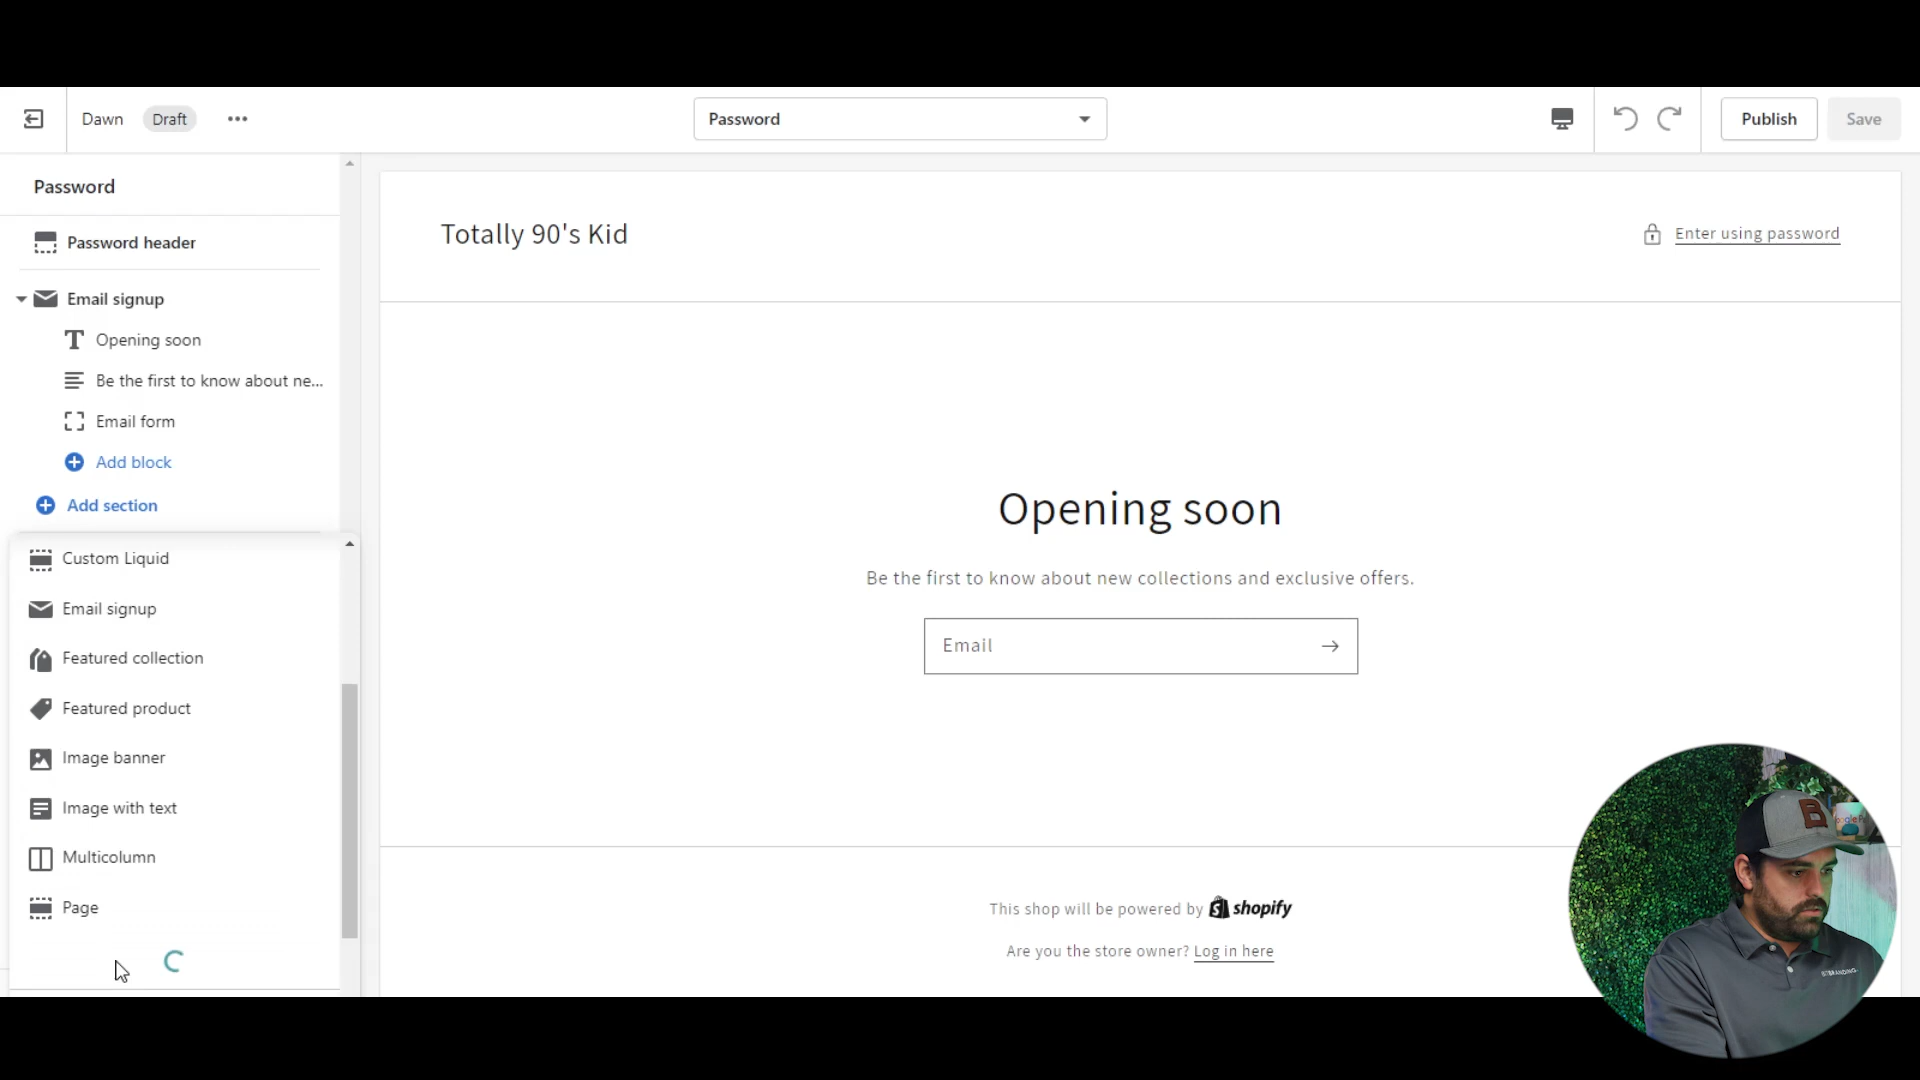 Dawn
Draft
Password
Publish
Save
Password
Password header
Email signup
Opening soon
Be the first to know about ne...
Email form
Add block
Add section
Custom Liquid
Email signup
Featured collection
Featured product
Image banner
Image with text
Multicolumn
Page
Totally 90's Kid
Enter using password
Opening soon
Be the first to know about new collections and exclusive offers.
Email
This shop will be powered by shopify
Are you the store owner? Log in here